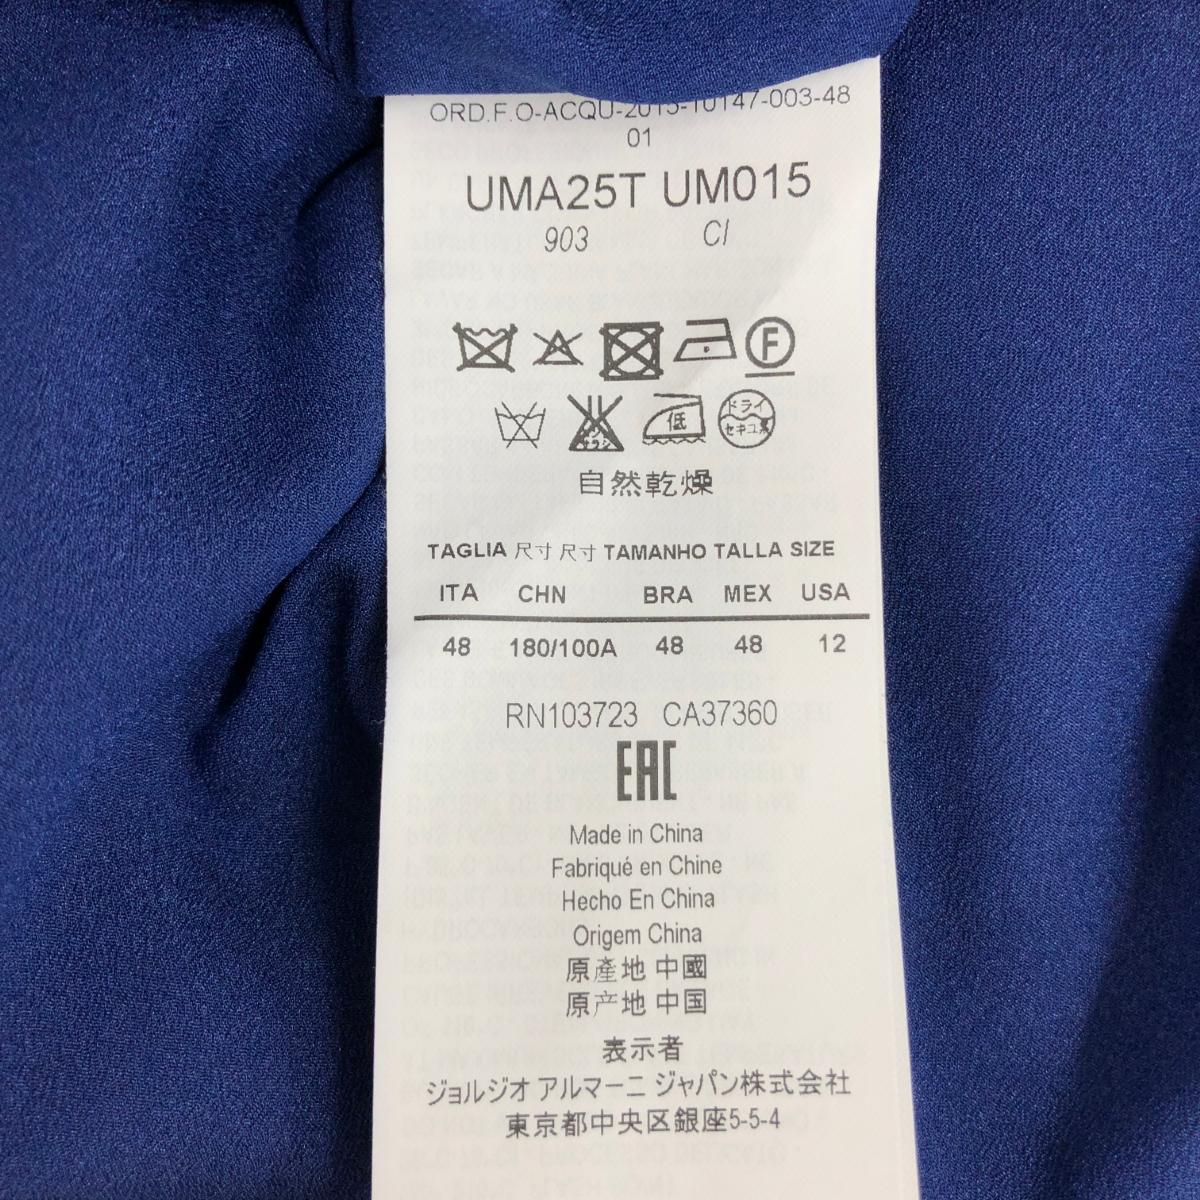 ORD.F.O-ACQU-2015-10147-003-48
01
UMA25T UM015
903 CI
F
低 ドライ
セキユ系
自然乾燥
TAGLIA 尺寸 尺寸 TAMANHO TALLA SIZE
ITA CHN BRA MEX USA
48 180/100A 48 48 12
RN103723 CA37360
EAC
Made in China
Fabriqué en Chine
Hecho En China
Origem China
原產地 中國
原产地 中国
表示者
ジョルジオ アルマーニ ジャパン株式会社
東京都中央区銀座5-5-4